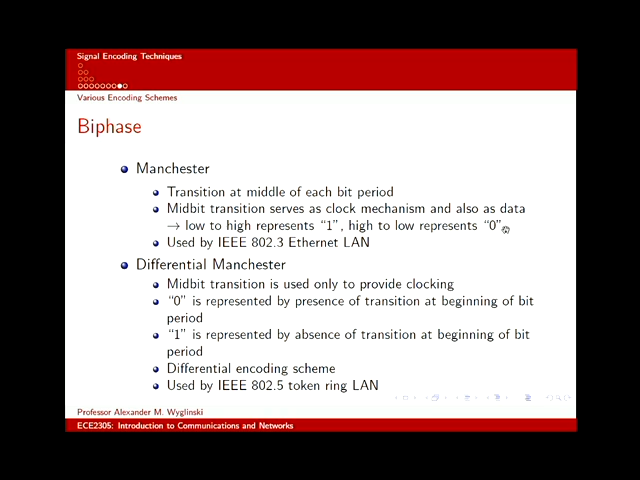 Signal Encoding Techniques
Various Encoding Schemes
Biphase
Manchester
Transition at middle of each bit period
Midbit transition serves as clock mechanism and also as data
→ low to high represents “1”, high to low represents “0”
Used by IEEE 802.3 Ethernet LAN
Differential Manchester
Midbit transition is used only to provide clocking
“0” is represented by presence of transition at beginning of bit
period
“1” is represented by absence of transition at beginning of bit
period
Differential encoding scheme
Used by IEEE 802.5 token ring LAN
Professor Alexander M. Wyglinski
ECE2305: Introduction to Communications and Networks